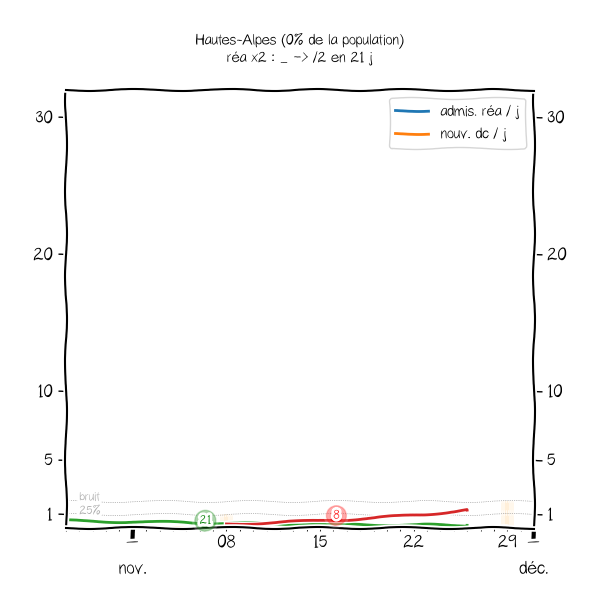 Hautes-Alpes (0% de la population)
réa x2 : _ -> /2 en 21 j
admis. réa / j
nouv. dc / j
30 30
20 20
10 10
5 5
bruit
25%
1 1
21 8
08 15 22 29
nov. déc.